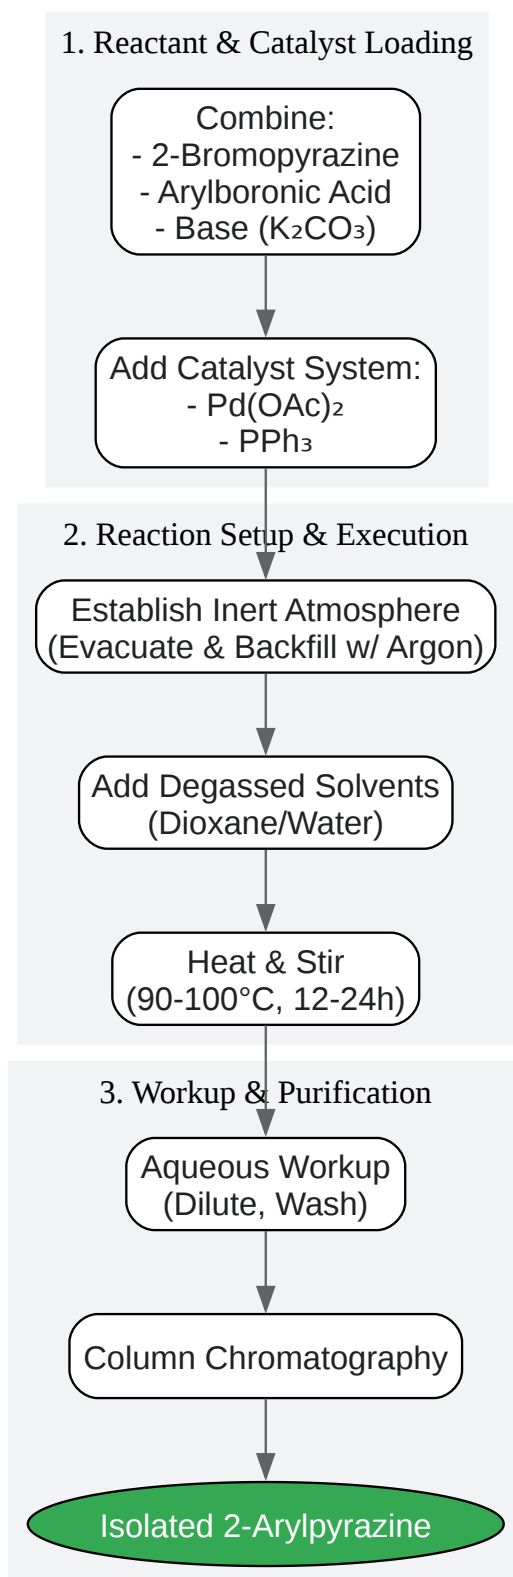 1. Reactant & Catalyst Loading
Combine:
- 2-Bromopyrazine
- Arylboronic Acid
- Base (K₂CO₃)
Add Catalyst System:
- Pd(OAc)₂
- PPh₃
2. Reaction Setup & Execution
Establish Inert Atmosphere
(Evacuate & Backfill w/ Argon)
Add Degassed Solvents
(Dioxane/Water)
Heat & Stir
(90-100°C, 12-24h)
3. Workup & Purification
Aqueous Workup
(Dilute, Wash)
Column Chromatography
Isolated 2-Arylpyrazine